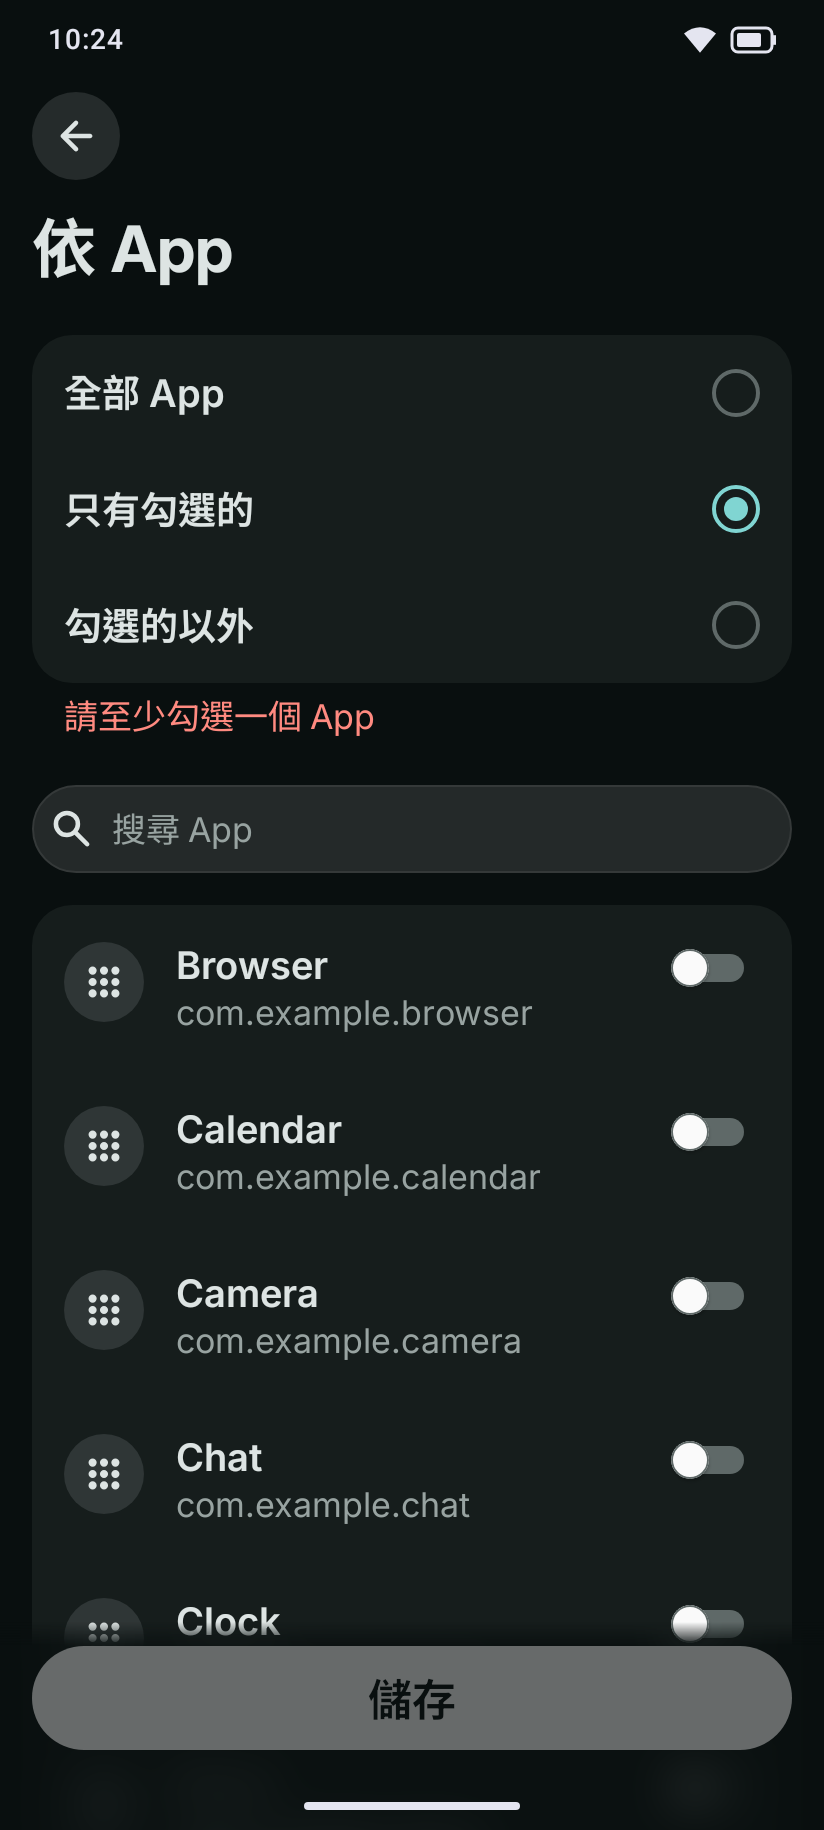 10:24
依 App
全部 App
只有勾選的
勾選的以外
請至少勾選一個 App
搜尋 App
Browser
com.example.browser
Calendar
com.example.calendar
Camera
com.example.camera
Chat
com.example.chat
Clock
儲存